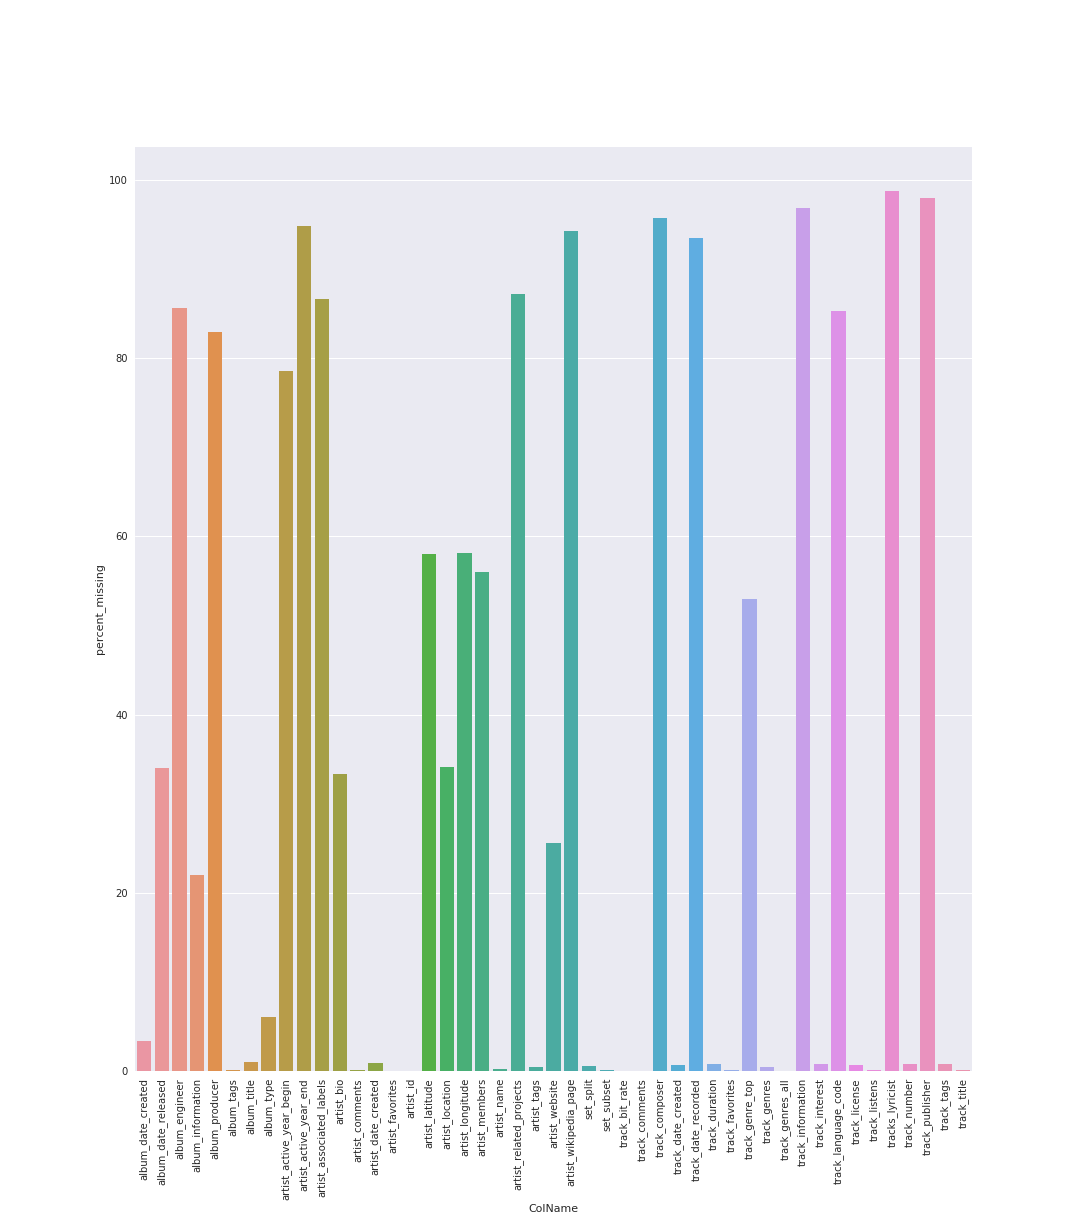 100
80
60
40
20
0
percent_missing
album_date_created
album_date_released
album_engineer
album_information
album_producer
album_tags
album_title
album_type
artist_active_year_begin
artist_active_year_end
artist_associated_labels
artist_bio
artist_comments
artist_date_created
artist_favorites
artist_id
artist_latitude
artist_location
artist_longitude
artist_members
artist_name
artist_related_projects
artist_tags
artist_website
artist_wikipedia_page
set_split
set_subset
track_bit_rate
track_comments
track_composer
track_date_created
track_date_recorded
track_duration
track_favorites
track_genre_top
track_genres
track_genres_all
track_information
track_interest
track_language_code
track_license
track_listens
tracks_lyricist
track_number
track_publisher
track_tags
track_title
ColName